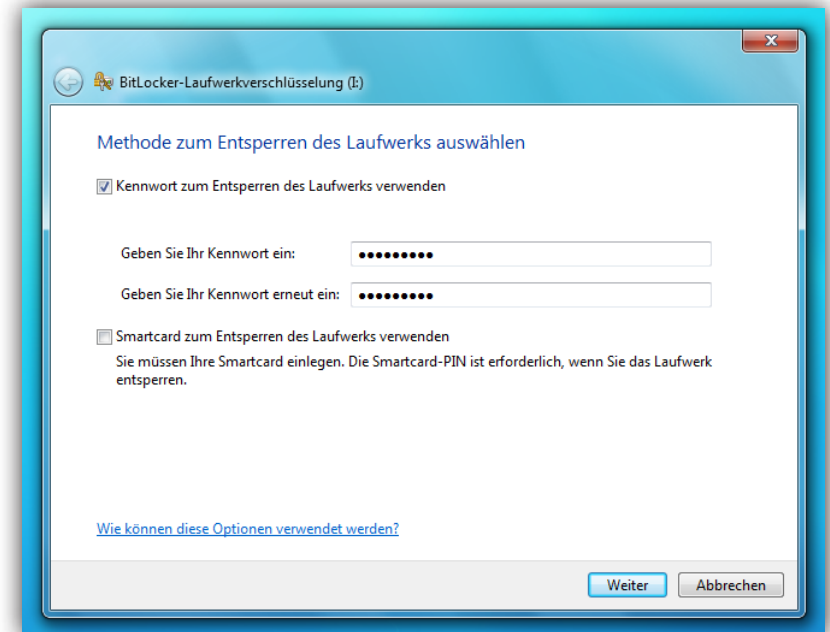 BitLocker-Laufwerkverschlüsselung (I:)
Methode zum Entsperren des Laufwerks auswählen
Kennwort zum Entsperren des Laufwerks verwenden
Geben Sie Ihr Kennwort ein: ●●●●●●●●●
Geben Sie Ihr Kennwort erneut ein: ●●●●●●●●●
Smartcard zum Entsperren des Laufwerks verwenden
Sie müssen Ihre Smartcard einlegen. Die Smartcard-PIN ist erforderlich, wenn Sie das Laufwerk
entsperren.
Wie können diese Optionen verwendet werden?
Weiter Abbrechen